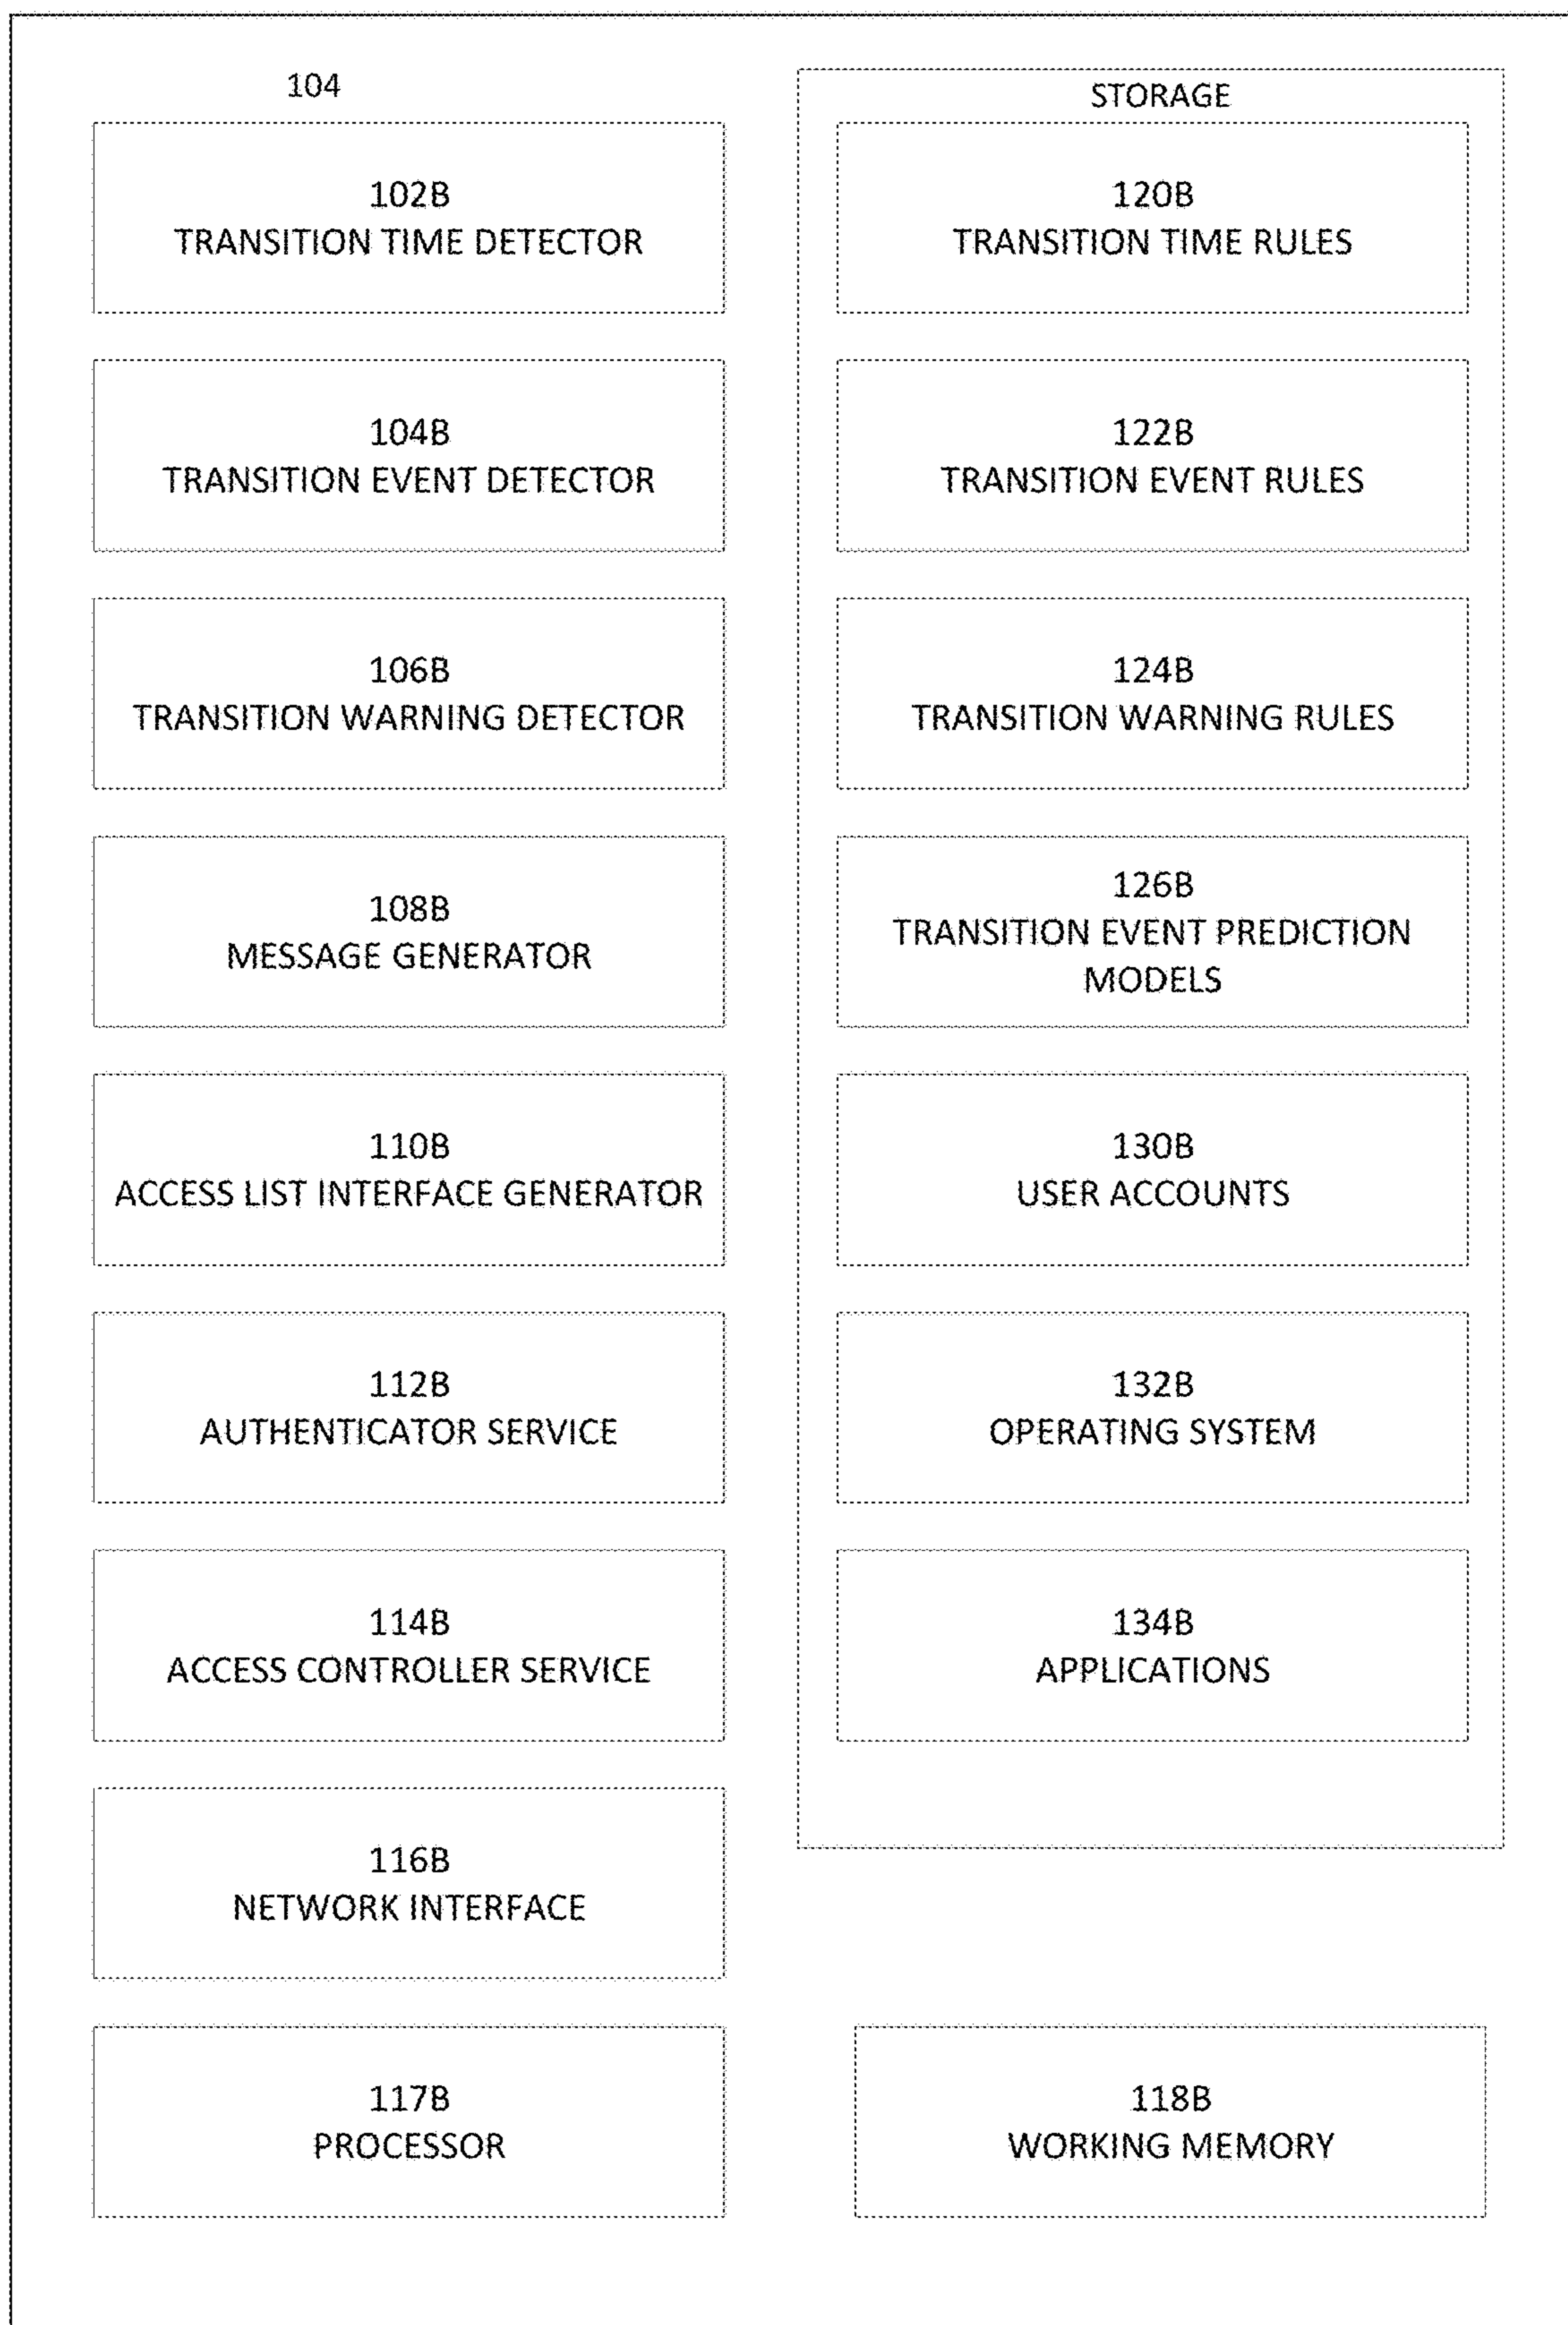 104
102B
TRANSITION TIME DETECTOR
104B
TRANSITION EVENT DETECTOR
106B
TRANSITION WARNING DETECTOR
108B
MESSAGE GENERATOR
110B
ACCESS LIST INTERFACE GENERATOR
112B
AUTHENTICATOR SERVICE
114B
ACCESS CONTROLLER SERVICE
116B
NETWORK INTERFACE
117B
PROCESSOR
STORAGE
120B
TRANSITION TIME RULES
122B
TRANSITION EVENT RULES
124B
TRANSITION WARNING RULES
126B
TRANSITION EVENT PREDICTION
MODELS
130B
USER ACCOUNTS
132B
OPERATING SYSTEM
134B
APPLICATIONS
118B
WORKING MEMORY